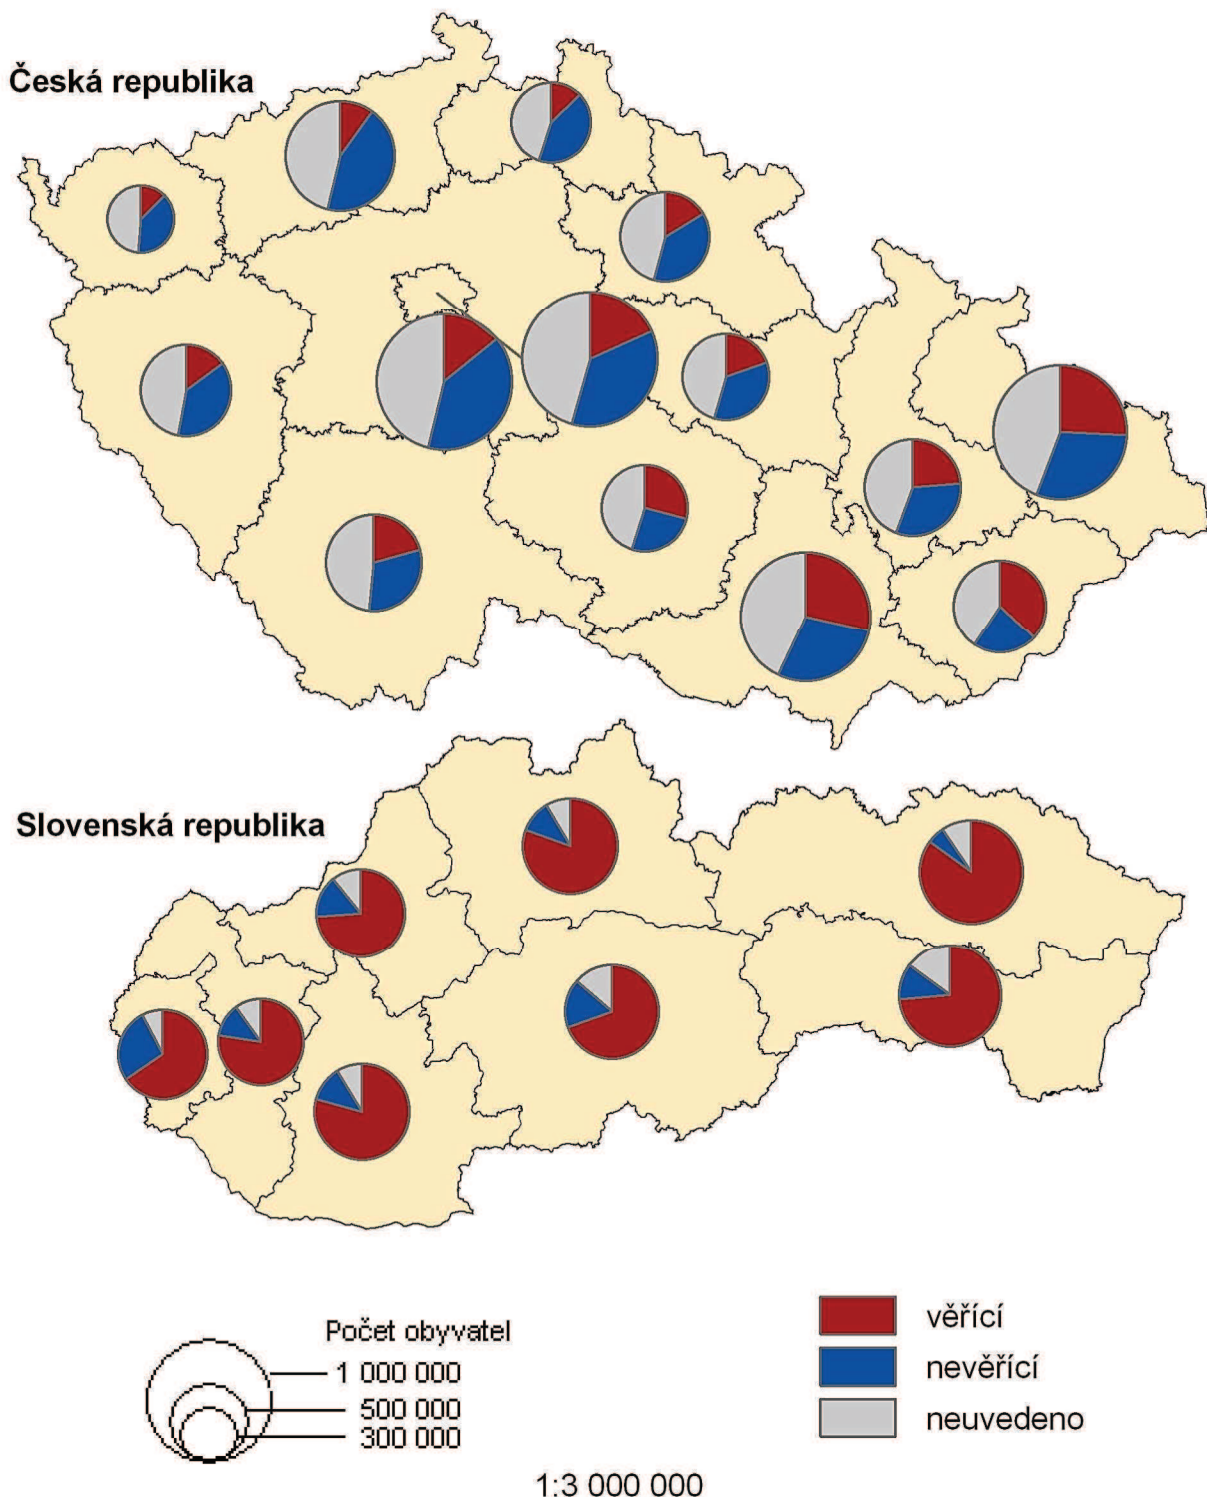 Česká republika
Slovenská republika
Počet obyvatel
1 000 000
500 000
300 000
věřící
nevěřící
neuvedeno
1:3 000 000